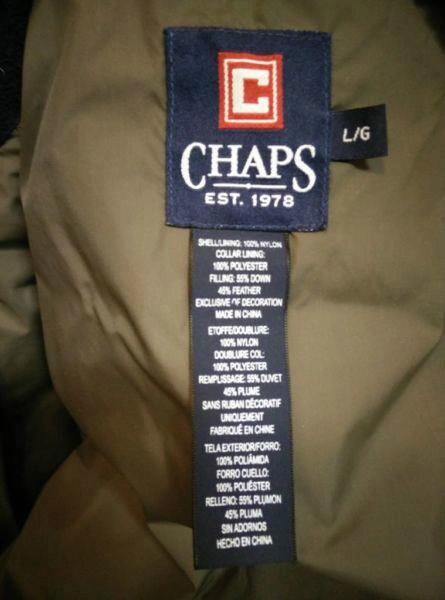 C
CHAPS
EST. 1978
L/G
SHELL/LINING: 100% NYLON
COLLAR LINING:
100% POLYESTER
FILLING: 55% DOWN
45% FEATHER
EXCLUSIVE OF DECORATION
MADE IN CHINA
ETOFFE/DOUBLURE:
100% NYLON
DOUBLURE COL:
100% POLYESTER
REMPLISSAGE: 55% DUVET
45% PLUME
SANS RUBAN DÉCORATIF
UNIQUEMENT
FABRIQUÉ EN CHINE
TELA EXTERIOR/FORRO:
100% POLIÁMIDA
FORRO CUELLO:
100% POLIÉSTER
RELLENO: 55% PLUMON
45% PLUMA
SIN ADORNOS
HECHO EN CHINA